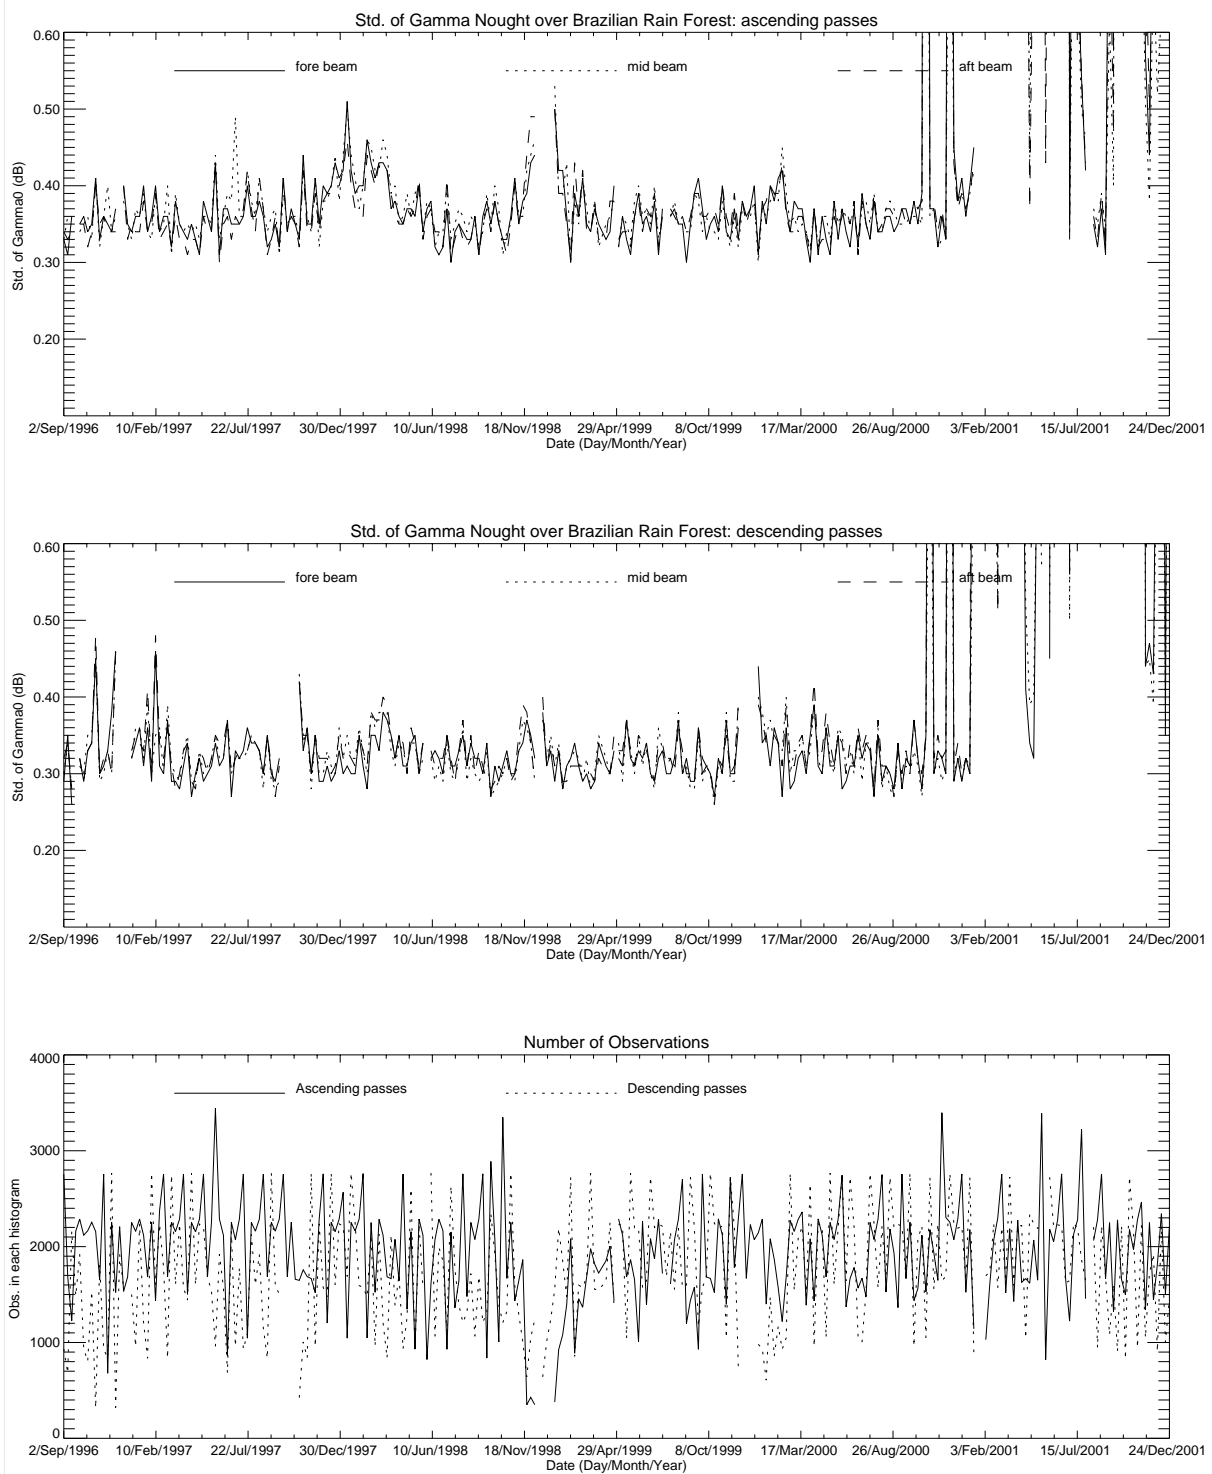 Std. of Gamma Nought over Brazilian Rain Forest: ascending passes
0.60
fore beam
mid beam
aft beam
0.50
0.40
0.30
0.20
Std. of Gamma0 (dB)
2/Sep/1996 10/Feb/1997 22/Jul/1997 30/Dec/1997 10/Jun/1998 18/Nov/1998 29/Apr/1999 8/Oct/1999 17/Mar/2000 26/Aug/2000 3/Feb/2001 15/Jul/2001 24/Dec/2001
Date (Day/Month/Year)
Std. of Gamma Nought over Brazilian Rain Forest: descending passes
0.60
fore beam
mid beam
aft beam
0.50
0.40
0.30
0.20
Std. of Gamma0 (dB)
2/Sep/1996 10/Feb/1997 22/Jul/1997 30/Dec/1997 10/Jun/1998 18/Nov/1998 29/Apr/1999 8/Oct/1999 17/Mar/2000 26/Aug/2000 3/Feb/2001 15/Jul/2001 24/Dec/2001
Date (Day/Month/Year)
Number of Observations
4000
Ascending passes
Descending passes
3000
2000
1000
0
Obs. in each histogram
2/Sep/1996 10/Feb/1997 22/Jul/1997 30/Dec/1997 10/Jun/1998 18/Nov/1998 29/Apr/1999 8/Oct/1999 17/Mar/2000 26/Aug/2000 3/Feb/2001 15/Jul/2001 24/Dec/2001
Date (Day/Month/Year)